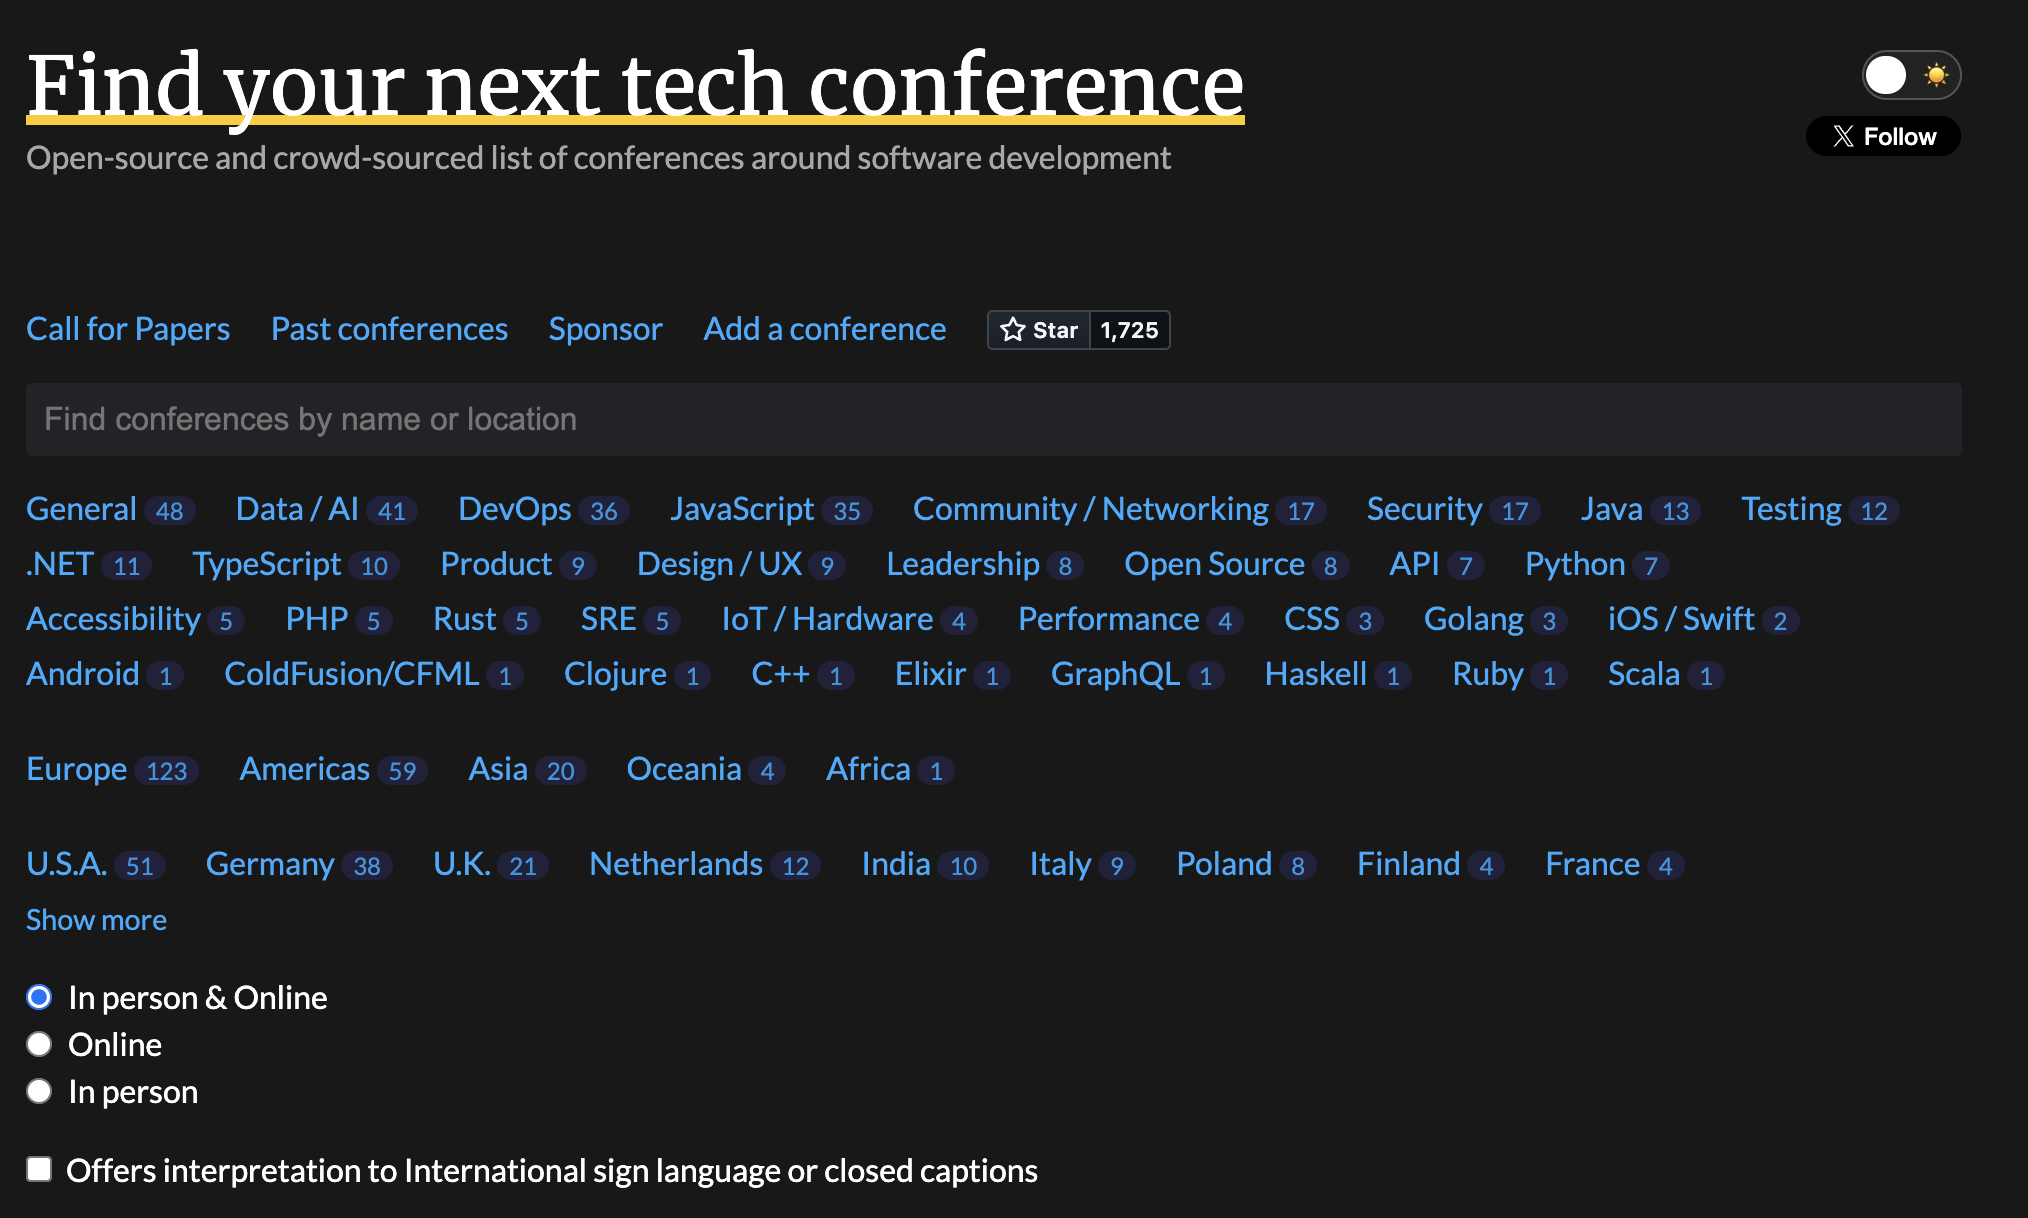 Find your next tech conference
Open-source and crowd-sourced list of conferences around software development
X Follow
Call for Papers Past conferences Sponsor Add a conference Star 1,725
Find conferences by name or location
General 48 Data / AI 41 DevOps 36 JavaScript 35 Community / Networking 17 Security 17 Java 13 Testing 12
.NET 11 TypeScript 10 Product 9 Design / UX 9 Leadership 8 Open Source 8 API 7 Python 7
Accessibility 5 PHP 5 Rust 5 SRE 5 IoT / Hardware 4 Performance 4 CSS 3 Golang 3 iOS / Swift 2
Android 1 ColdFusion/CFML 1 Clojure 1 C++ 1 Elixir 1 GraphQL 1 Haskell 1 Ruby 1 Scala 1
Europe 123 Americas 59 Asia 20 Oceania 4 Africa 1
U.S.A. 51 Germany 38 U.K. 21 Netherlands 12 India 10 Italy 9 Poland 8 Finland 4 France 4
Show more
In person & Online
Online
In person
Offers interpretation to International sign language or closed captions